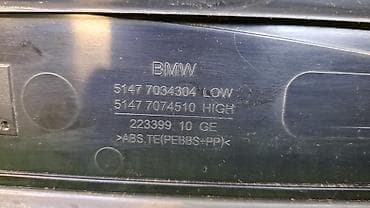 BMW
5147 7034304 LOW
5147 7074510 HIGH
223399 10 GE
>ABS.TE(PEBBS+PP)<